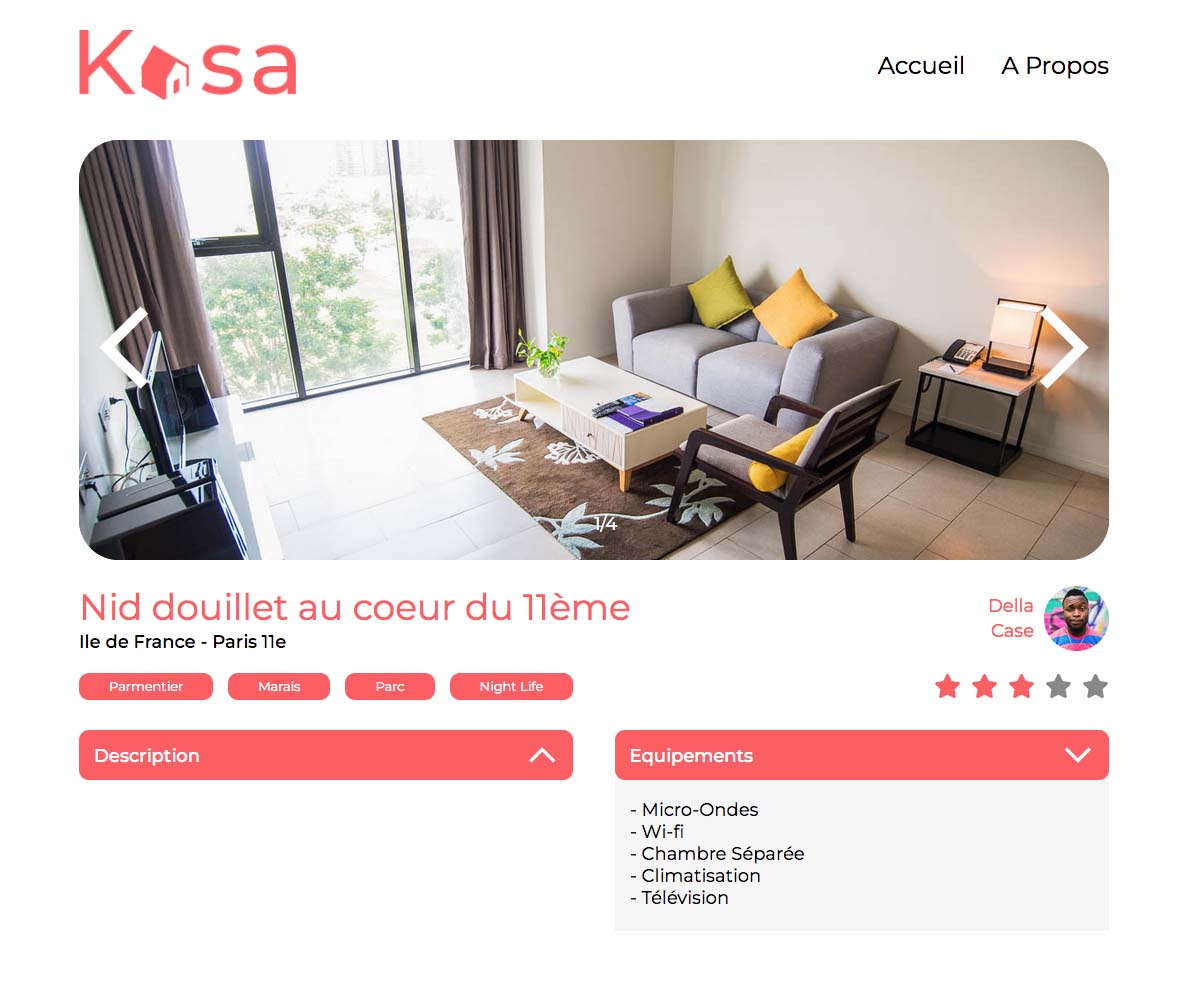 Kasa
Accueil A Propos
1/4
Nid douillet au coeur du 11ème
Ile de France - Paris 11e
Della
Case
Parmentier Marais Parc Night Life
Description
Equipements
- Micro-Ondes
- Wi-fi
- Chambre Séparée
- Climatisation
- Télévision